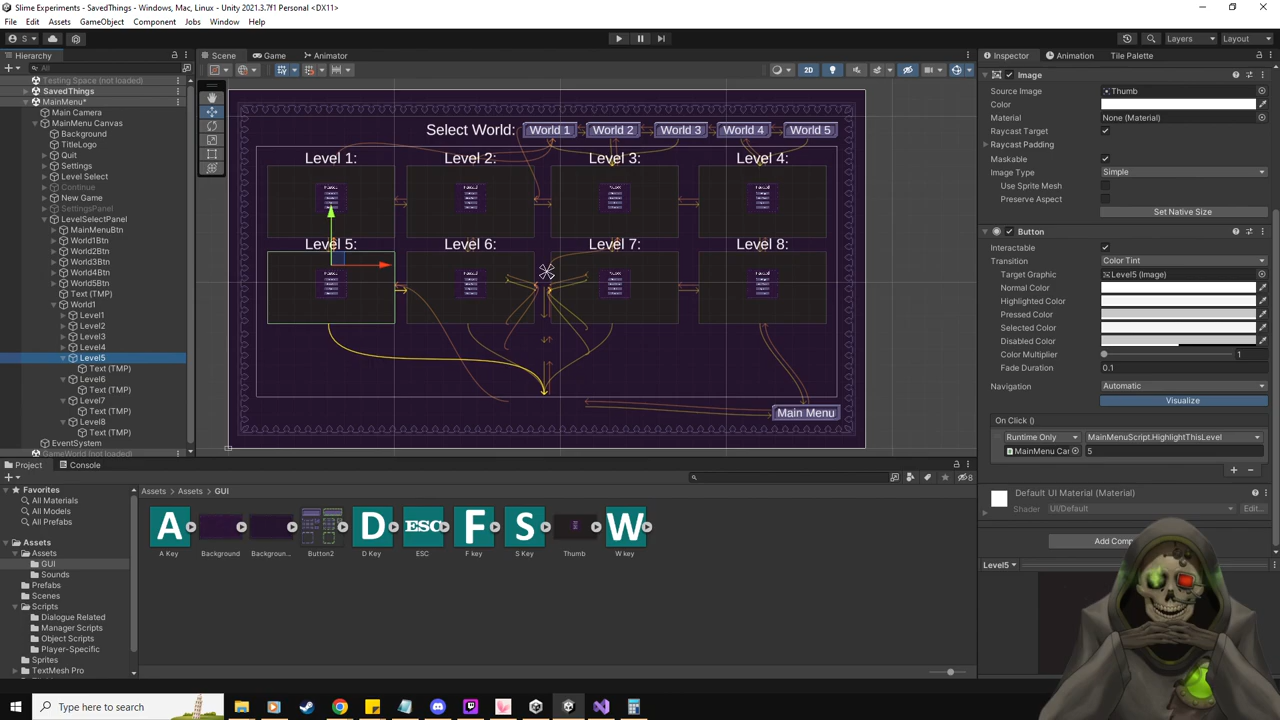 Slime Experiments - SavedThings - Windows, Mac, Linux - Unity 2021.3.7f1 Personal <DX11>
File Edit Assets GameObject Component Jobs Window Help
S Layers Layout
Hierarchy
All
Testing Space (not loaded)
SavedThings
MainMenu*
Main Camera
MainMenu Canvas
Background
TitleLogo
Quit
Settings
Level Select
Continue
New Game
SettingsPanel
LevelSelectPanel
MainMenuBtn
World1Btn
World2Btn
World3Btn
World4Btn
World5Btn
Text (TMP)
World1
Level1
Level2
Level3
Level4
Level5
Text (TMP)
Level6
Text (TMP)
Level7
Text (TMP)
Level8
Text (TMP)
EventSystem
GameWorld (not loaded)
Scene Game Animator
2D
Select World: World 1 World 2 World 3 World 4 World 5
Level 1: Level 2: Level 3: Level 4:
Level 5: Level 6: Level 7: Level 8:
Main Menu
Inspector Animation Tile Palette
Image
Source Image Thumb
Color
Material None (Material)
Raycast Target
Raycast Padding
Maskable
Image Type Simple
Use Sprite Mesh
Preserve Aspect
Set Native Size
Button
Interactable
Transition Color Tint
Target Graphic Level5 (Image)
Normal Color
Highlighted Color
Pressed Color
Selected Color
Disabled Color
Color Multiplier 1
Fade Duration 0.1
Navigation Automatic
Visualize
On Click ()
Runtime Only MainMenuScript.HighlightThisLevel
MainMenu Car 5
Default UI Material (Material)
Shader UI/Default Edit...
Add Compo
Level5
Project Console
8
Favorites
All Materials
All Models
All Prefabs
Assets
Assets
GUI
Sounds
Prefabs
Scenes
Scripts
Dialogue Related
Manager Scripts
Object Scripts
Player-Specific
Sprites
TextMesh Pro
Assets > Assets > GUI
A D ESC F S W
A Key Background Backgroun... Button2 D Key ESC F key S Key Thumb W key
Type here to search